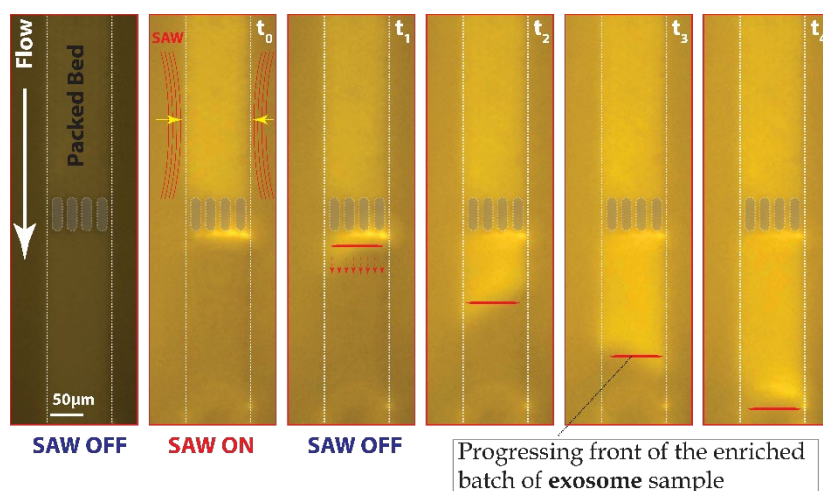 Flow
Packed Bed
50µm
SAW
t0
t1
t2
t3
t4
SAW OFF
SAW ON
SAW OFF
Progressing front of the enriched
batch of exosome sample